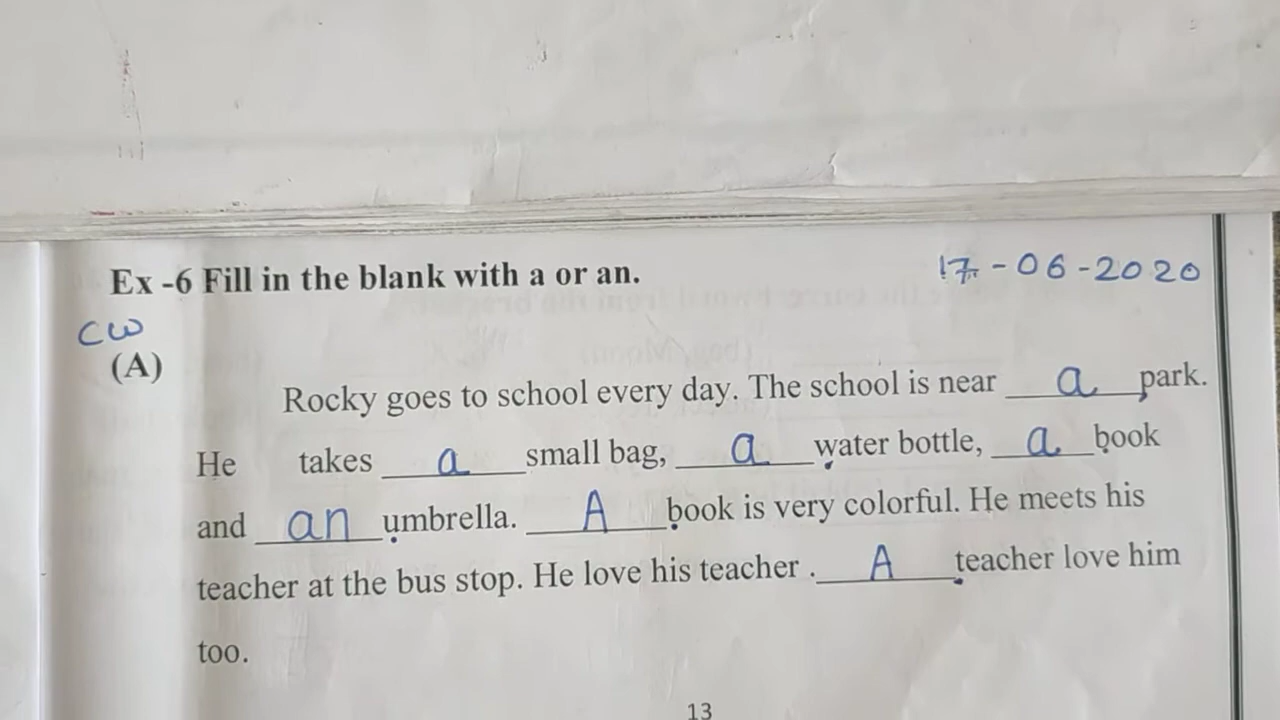 Ex -6 Fill in the blank with a or an. 17-06-2020
CW
(A)
Rocky goes to school every day. The school is near a park.
He takes a small bag, a water bottle, a book
and an umbrella. A book is very colorful. He meets his
teacher at the bus stop. He love his teacher . A teacher love him
too.
13